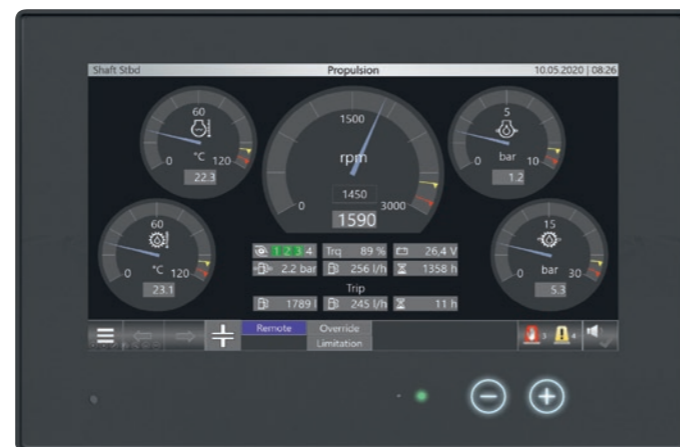 Shaft Stbd Propulsion 10.05.2020 | 08:26
60
°C
0 120
22.3
1500
rpm
0 3000
1450
1590
5
bar
0 10
1.2
60
°C
0 120
23.1
15
bar
0 30
5.3
1 2 3 4 Trq 89 % 26,4 V
2.2 bar 256 l/h 1358 h
Trip
1789 l 245 l/h 11 h
Remote Override
Limitation
3 4